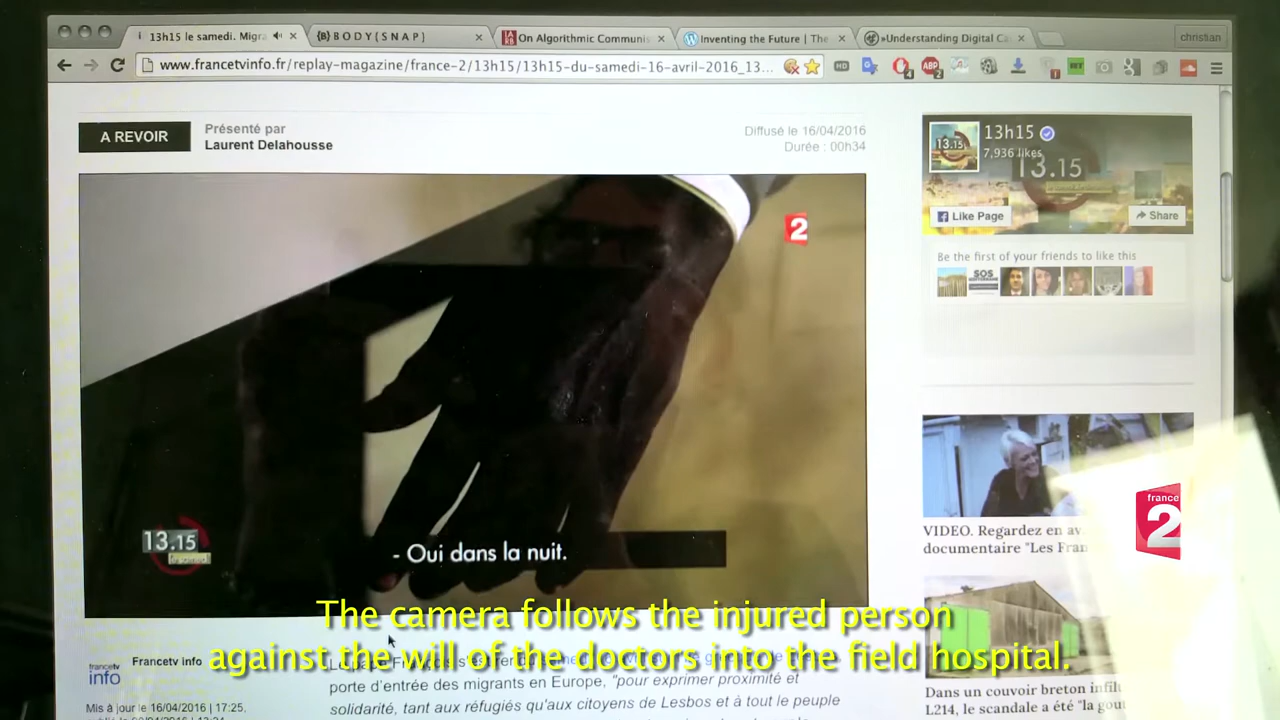 13h15 le samedi. Migra
{B} B O D Y { S N A P }
On Algorithmic Communis
Inventing the Future | The
»Understanding Digital Ca
christian
www.francetvinfo.fr/replay-magazine/france-2/13h15/13h15-du-samedi-16-avril-2016_13...
A REVOIR
Présenté par
Laurent Delahousse
Diffusé le 16/04/2016
Durée : 00h34
2
13.15
- Oui dans la nuit.
13h15
7,936 likes
13.15
Like Page
Share
Be the first of your friends to like this
SOS
VIDEO. Regardez en av
documentaire "Les Fran
france
2
Dans un couvoir breton infilt
L214, le scandale a été "la gout
The camera follows the injured person
against the will of the doctors into the field hospital.
francetv
info
Francetv info
Mis à jour le 16/04/2016 | 17:25,
porte d'entrée des migrants en Europe, "pour exprimer proximité et
solidarité, tant aux réfugiés qu'aux citoyens de Lesbos et à tout le peuple